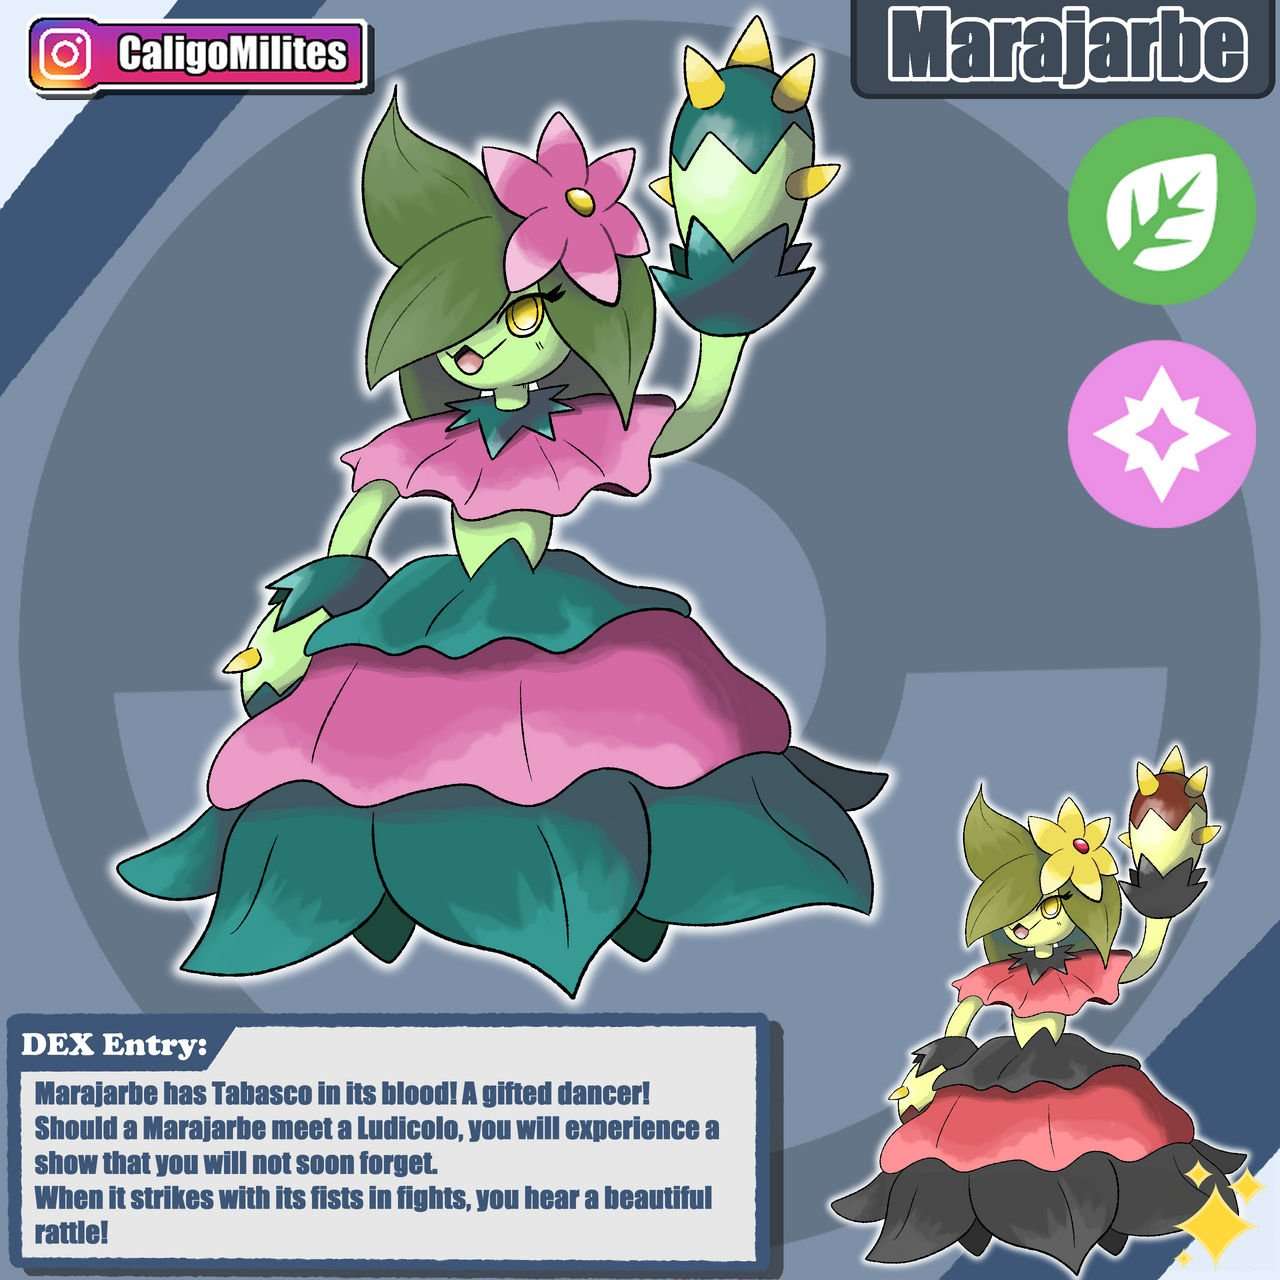 CaligoMilites
Marajarbe
DEX Entry:
Marajarbe has Tabasco in its blood! A gifted dancer!
Should a Marajarbe meet a Ludicolo, you will experience a
show that you will not soon forget.
When it strikes with its fists in fights, you hear a beautiful
rattle!